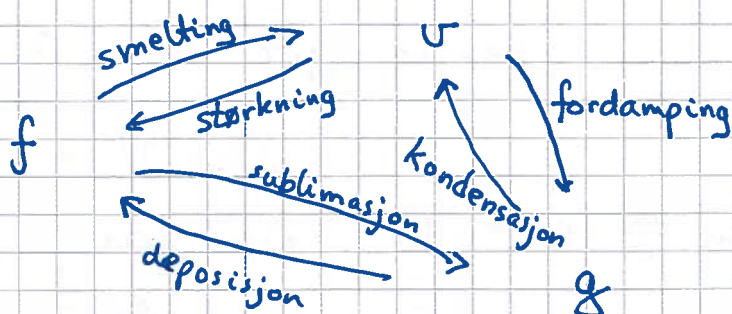 smelting
v
størkning
fordamping
f
sublimasjon
kondensasjon
deposisjon
g